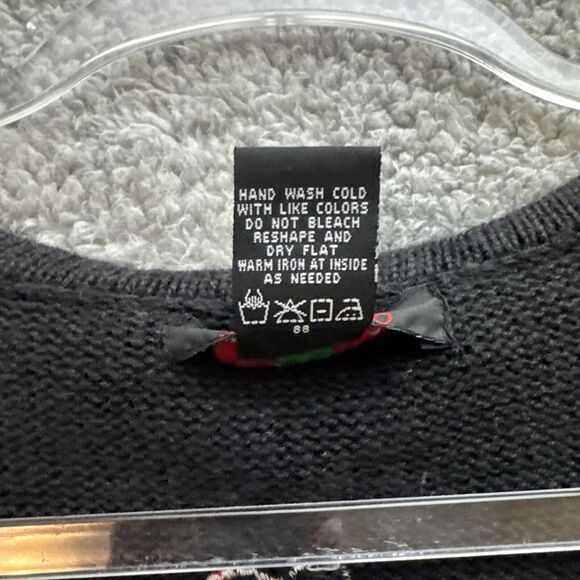 HAND WASH COLD
WITH LIKE COLORS
DO NOT BLEACH
RESHAPE AND
DRY FLAT
WARM IRON AT INSIDE
AS NEEDED
88